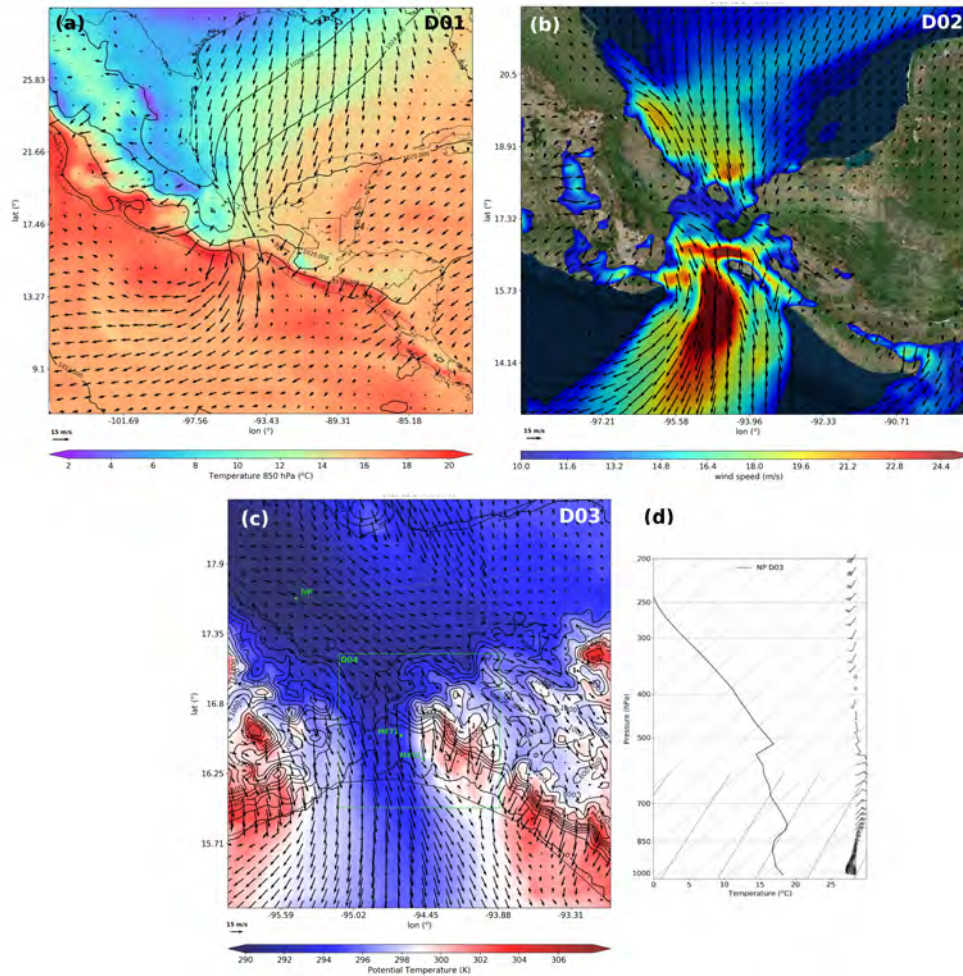 (a)
D01
25.83
21.66
17.46
13.27
9.1
lat (°)
-101.69 -97.56 -93.43 -89.31 -85.18
lon (°)
15 m/s
2 4 6 8 10 12 14 16 18 20
Temperature 850 hPa (°C)
(b)
D02
20.5
18.91
17.32
15.73
14.14
lat (°)
-97.21 -95.58 -93.96 -92.33 -90.71
lon (°)
15 m/s
10.0 11.6 13.2 14.8 16.4 18.0 19.6 21.2 22.8 24.4
wind speed (m/s)
(c)
D03
NP
D04
MFT1
17.9
17.35
16.8
16.25
15.71
lat (°)
-95.59 -95.02 -94.45 -93.88 -93.31
lon (°)
15 m/s
290 292 294 296 298 300 302 304 306
Potential Temperature (K)
(d)
NP D03
200
250
300
400
500
700
850
1000
Pressure (hPa)
0 5 10 15 20 25
Temperature (°C)